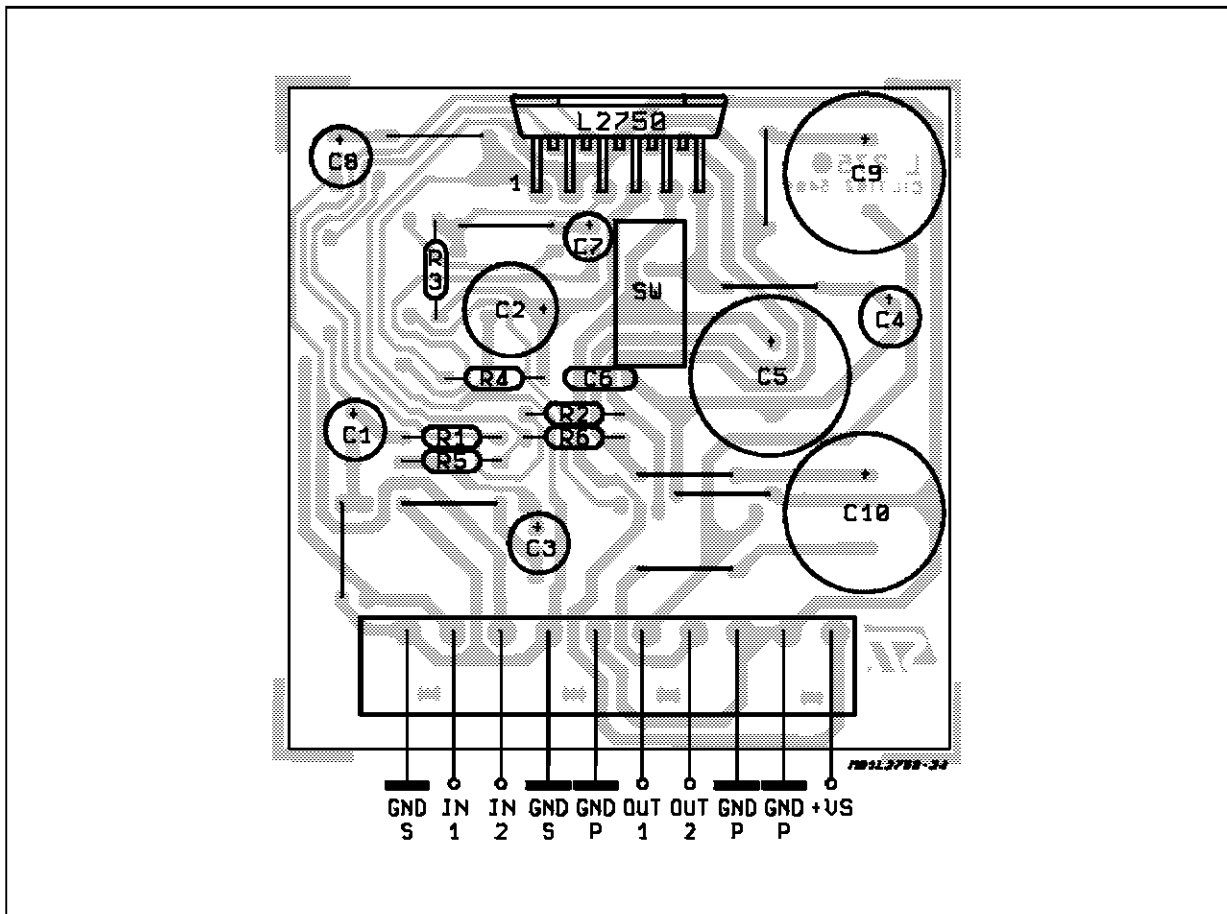 L2750
C8
1
C9
C7
R3
SW
C2
C4
R4
C6
C5
R2
C1
R1
R6
R5
C10
C3
GND S
IN 1
IN 2
GND S
GND P
OUT 1
OUT 2
GND P
GND P
+VS